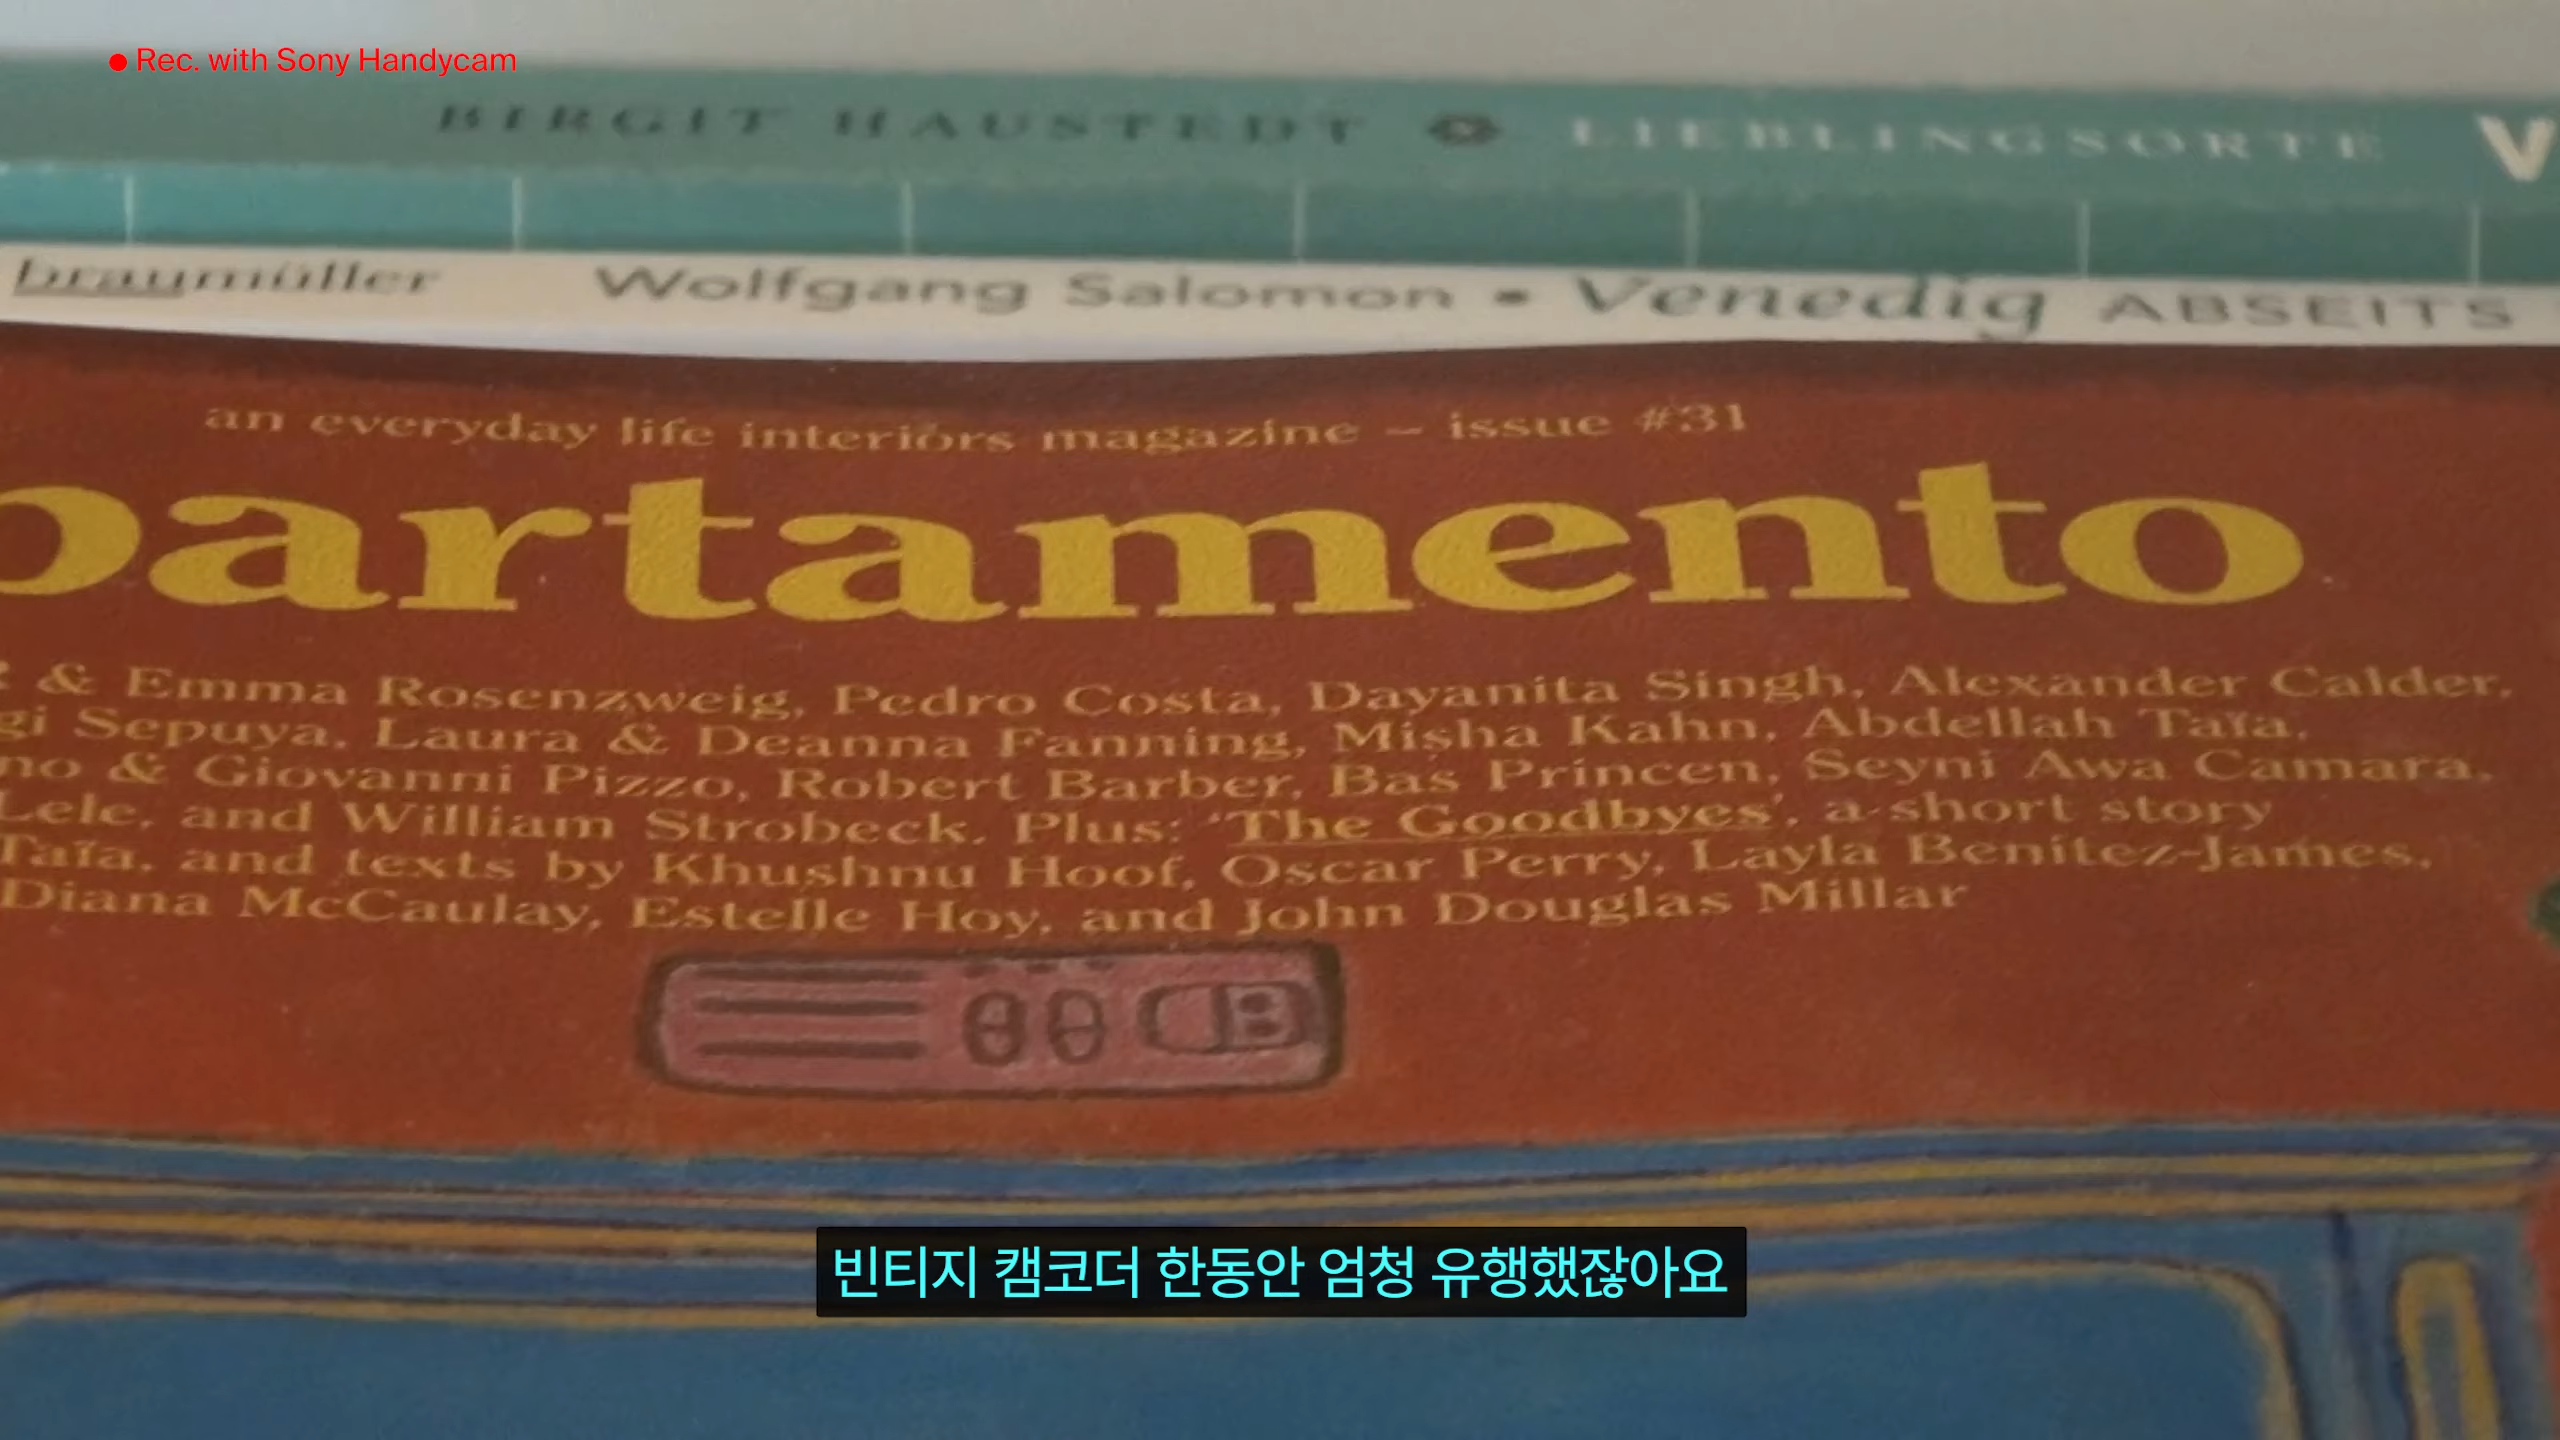 ● Rec. with Sony Handycam
BIRGIT HAUSTEDT LIEBLINGSORTE V
braumüller Wolfgang Salomon • Venedig ABSEITS
an everyday life interiors magazine – issue #31
partamento
& Emma Rosenzweig, Pedro Costa, Dayanita Singh, Alexander Calder,
gi Sepuya, Laura & Deanna Fanning, Misha Kahn, Abdellah Taïa,
no & Giovanni Pizzo, Robert Barber, Bas Princen, Seyni Awa Camara,
Lele, and William Strobeck. Plus: ‘The Goodbyes’, a short story
Taïa, and texts by Khushnu Hoof, Oscar Perry, Layla Benitez-James,
Diana McCaulay, Estelle Hoy, and John Douglas Millar
빈티지 캠코더 한동안 엄청 유행했잖아요